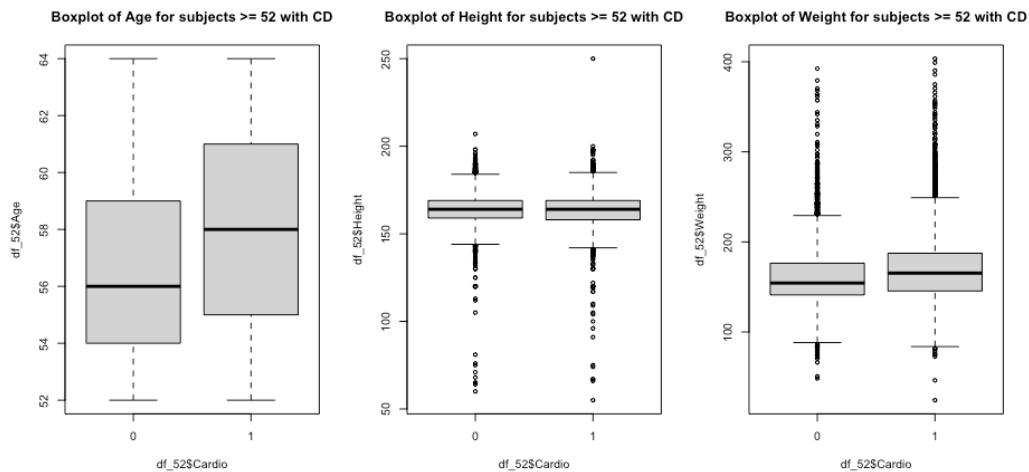 Boxplot of Age for subjects >= 52 with CD
64
62
60
58
56
54
52
df_52$Age
0
1
df_52$Cardio
Boxplot of Height for subjects >= 52 with CD
250
200
150
100
50
df_52$Height
0
1
df_52$Cardio
Boxplot of Weight for subjects >= 52 with CD
400
300
200
100
df_52$Weight
0
1
df_52$Cardio